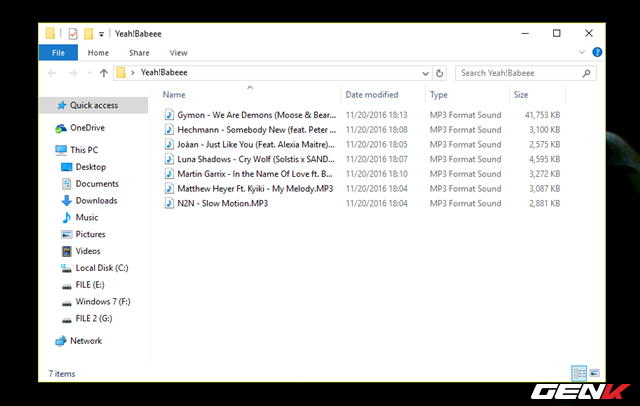 Yeah!Babeee
File Home Share View
Yeah!Babeee Search Yeah!Babeee
Name Date modified Type Size
Quick access
OneDrive
This PC
Desktop
Documents
Downloads
Music
Pictures
Videos
Local Disk (C:)
FILE (E:)
Windows 7 (F:)
FILE 2 (G:)
Network
Gymon - We Are Demons (Moose & Bear... 11/20/2016 18:13 MP3 Format Sound 41,753 KB
Hechmann - Somebody New (feat. Peter ... 11/20/2016 18:08 MP3 Format Sound 3,100 KB
Joàan - Just Like You (Feat. Alexia Maitre)... 11/20/2016 18:05 MP3 Format Sound 2,575 KB
Luna Shadows - Cry Wolf (Solstis x SAND... 11/20/2016 18:07 MP3 Format Sound 4,595 KB
Martin Garrix - In the Name Of Love ft. B... 11/20/2016 18:10 MP3 Format Sound 3,272 KB
Matthew Heyer Ft. Kyiki - My Melody.MP3 11/20/2016 18:04 MP3 Format Sound 3,087 KB
N2N - Slow Motion.MP3 11/20/2016 18:04 MP3 Format Sound 2,881 KB
7 items
GENK